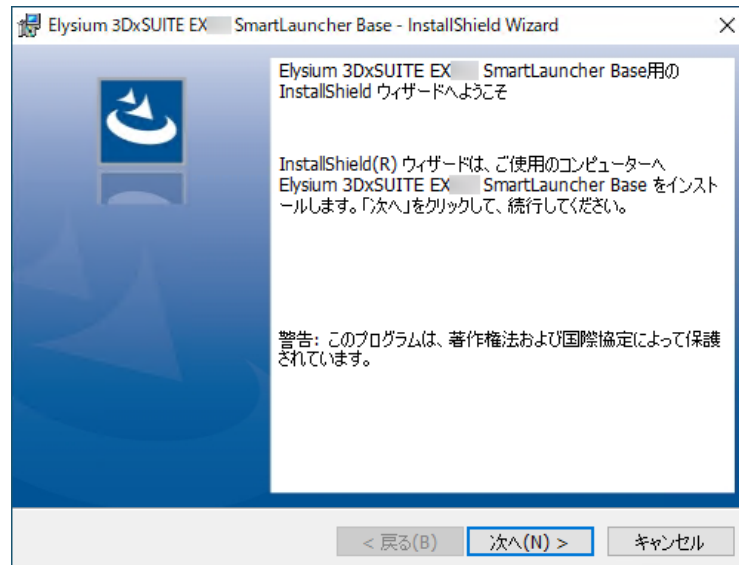 Elysium 3DxSUITE EX SmartLauncher Base - InstallShield Wizard
Elysium 3DxSUITE EX SmartLauncher Base用の
InstallShield ウィザードへようこそ
InstallShield(R) ウィザードは、ご使用のコンピューターへ
Elysium 3DxSUITE EX SmartLauncher Base をインスト
ールします。「次へ」をクリックして、続行してください。
警告: このプログラムは、著作権法および国際協定によって保護
されています。
< 戻る(B)
次へ(N) >
キャンセル